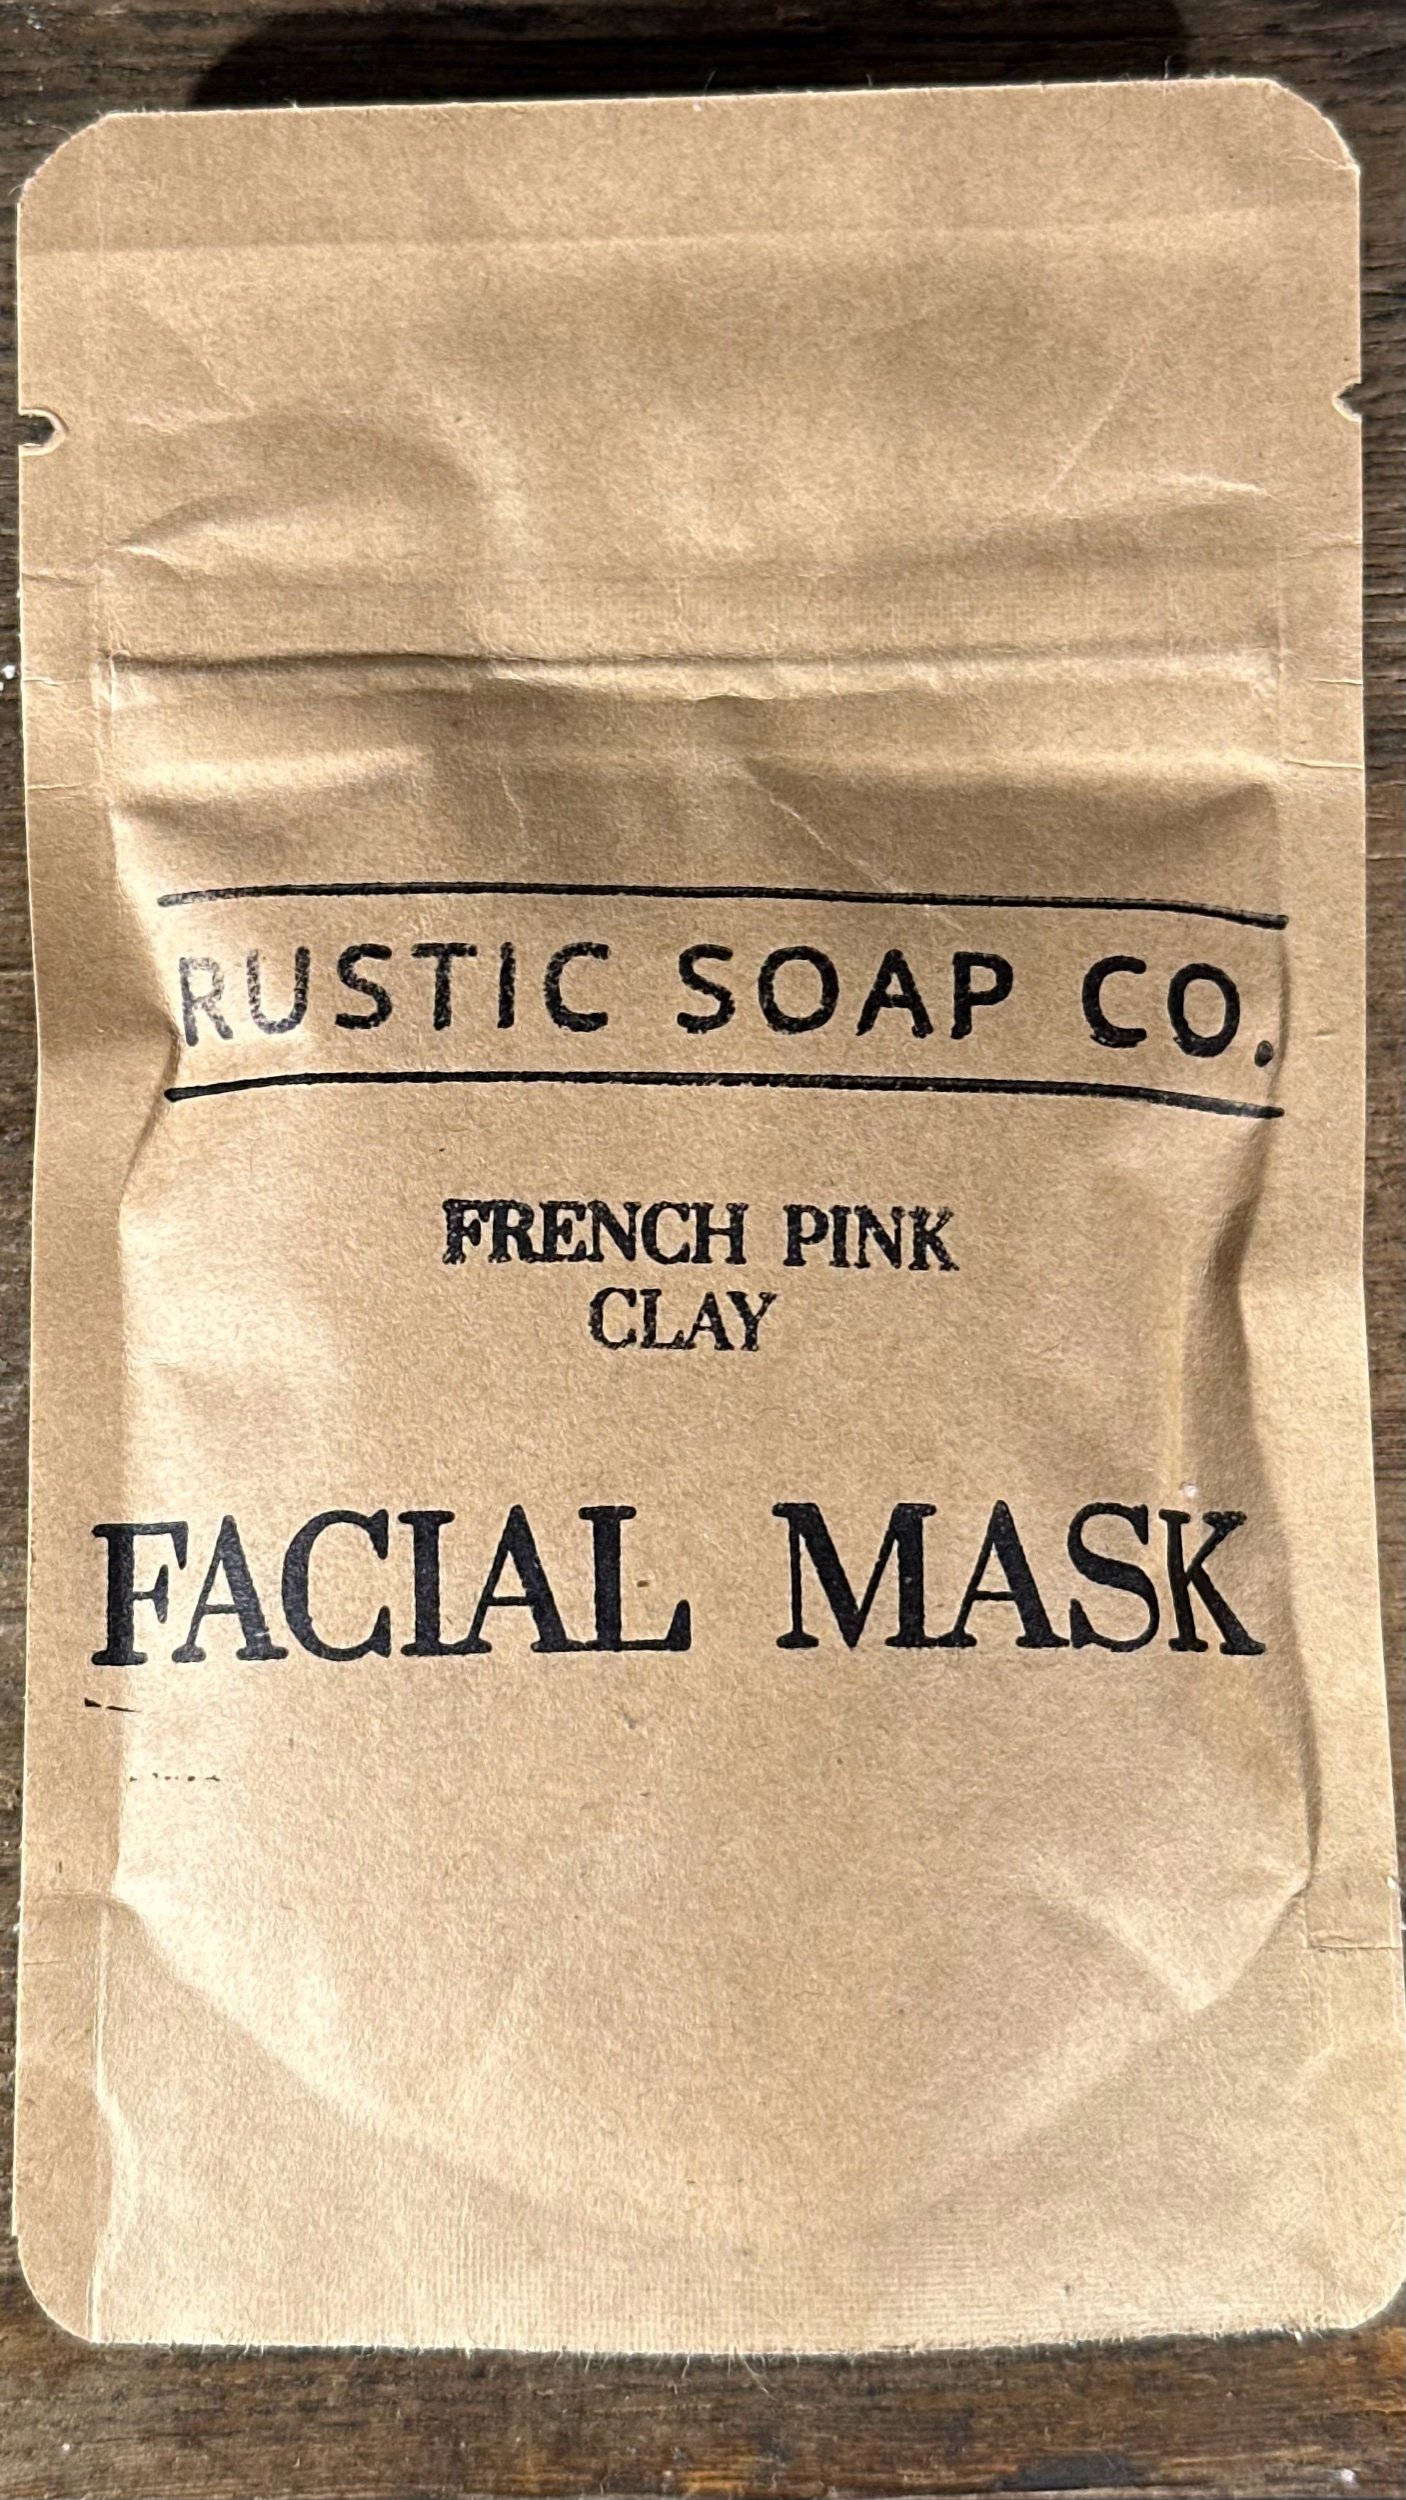 RUSTIC SOAP CO.
FRENCH PINK
CLAY
FACIAL MASK